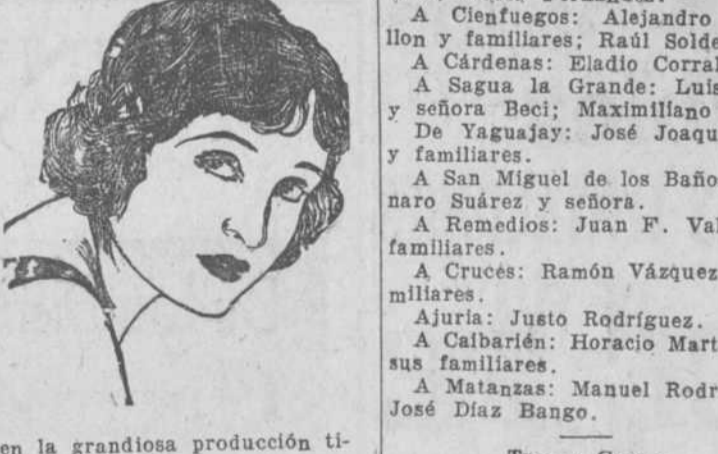 en la grandiosa producción ti-
A Cienfuegos: Alejandro
llon y familiares; Raúl Solde
A Cárdenas: Eladio Corral
A Sagua la Grande: Luis
y señora Beci; Maximiliano
De Yaguajay: José Joaqu
y familiares.
A San Miguel de los Baño
naro Suárez y señora.
A Remedios: Juan F. Val
familiares.
A Cruces: Ramón Vázquez
miliares.
Ajuria: Justo Rodríguez.
A Caibarién: Horacio Mart
sus familiares.
A Matanzas: Manuel Rodr
José Díaz Bango.